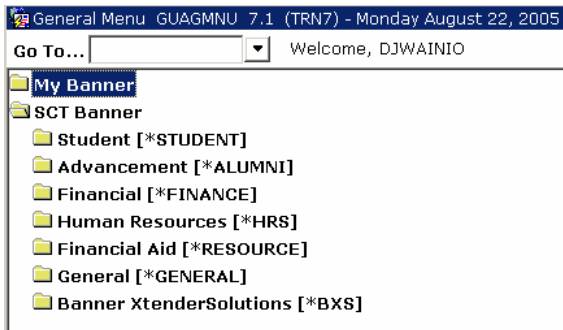 General Menu GUAGMNU 7.1 (TRN7) - Monday August 22, 2005
Go To... Welcome, DJWAINIO
My Banner
SCT Banner
Student [*STUDENT]
Advancement [*ALUMNI]
Financial [*FINANCE]
Human Resources [*HRS]
Financial Aid [*RESOURCE]
General [*GENERAL]
Banner XtenderSolutions [*BXS]